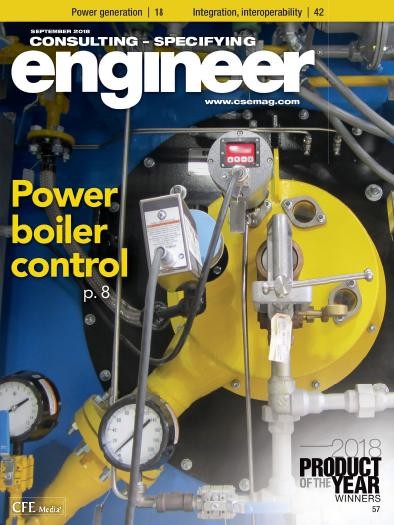 Power generation | 18 Integration, interoperability | 42
SEPTEMBER 2018
CONSULTING - SPECIFYING
engineer
www.csemag.com
Power
boiler
control
p. 8
2018
PRODUCT
OF THE YEAR
WINNERS
57
CFE Media